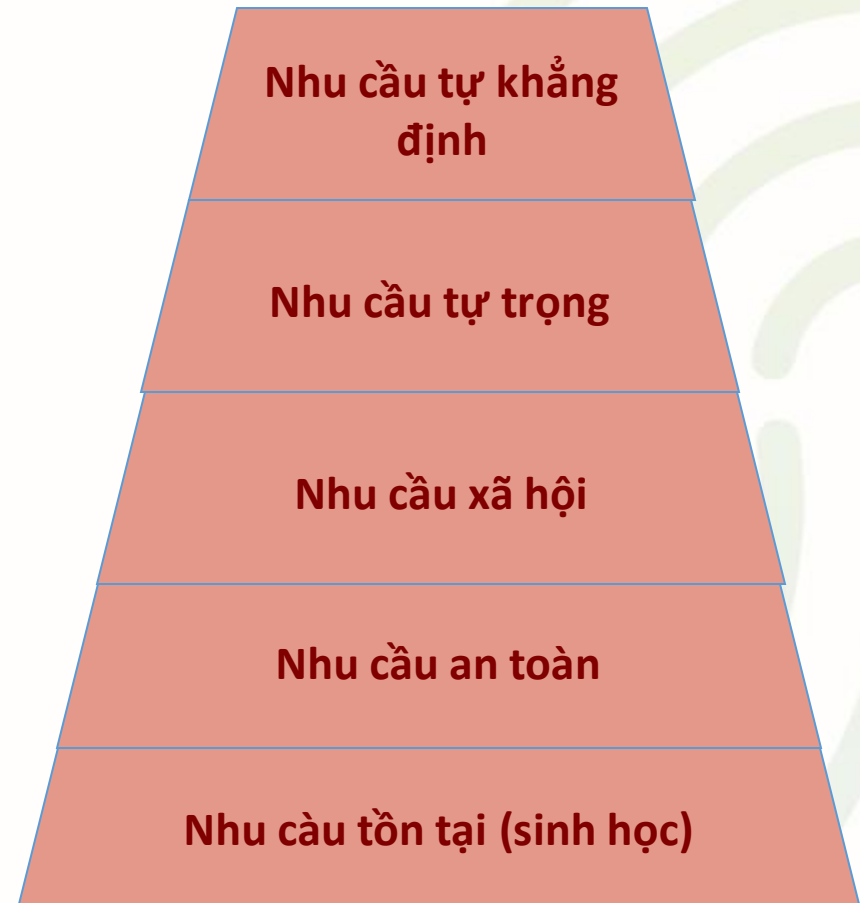 Nhu cầu tự khẳng
định
Nhu cầu tự trọng
Nhu cầu xã hội
Nhu cầu an toàn
Nhu càu tồn tại (sinh học)